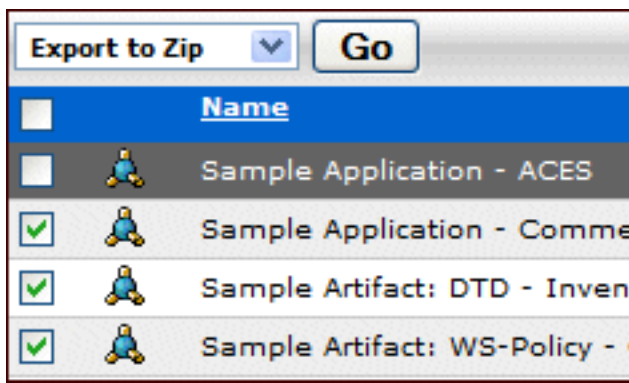 Export to Zip Go
Name
Sample Application - ACES
Sample Application - Comme
Sample Artifact: DTD - Inven
Sample Artifact: WS-Policy -